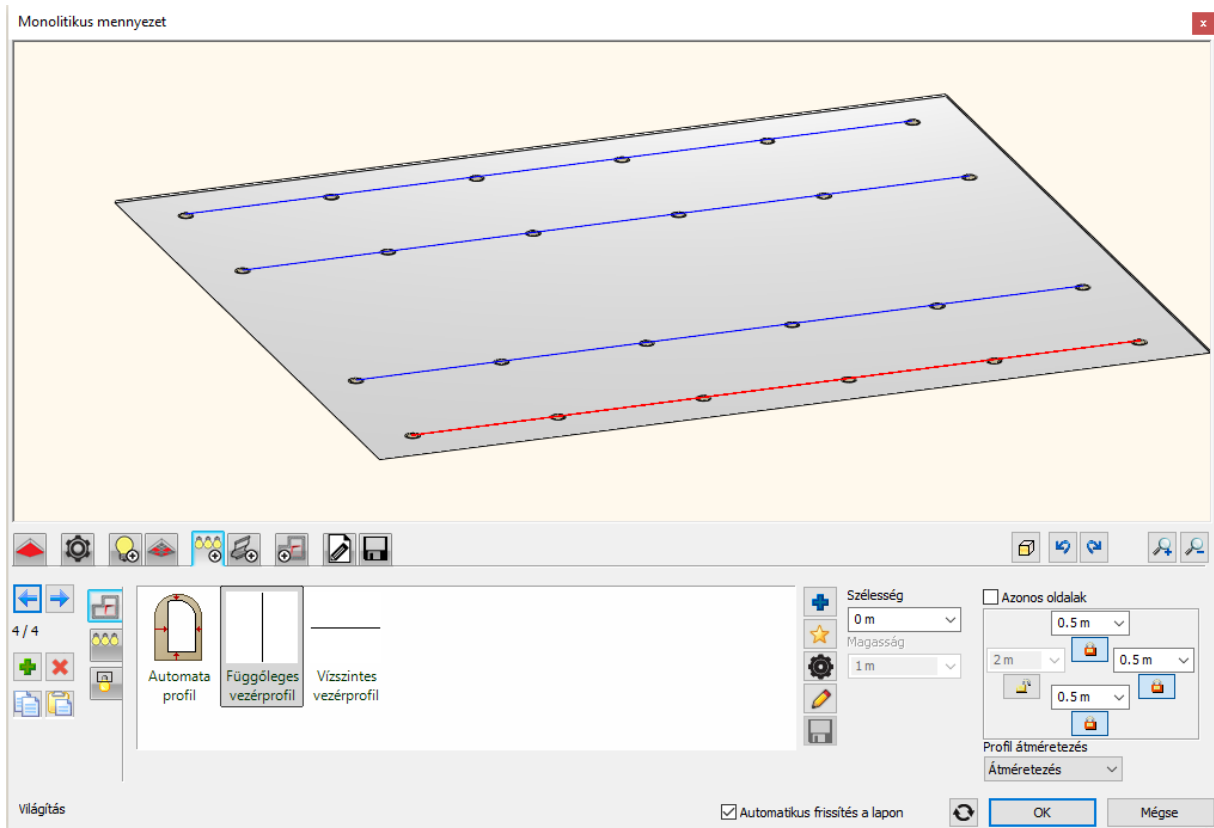 Monolitikus mennyezet
x
4 / 4
Automata
profil
Függőleges
vezérprofil
Vízszintes
vezérprofil
Szélesség
0 m
Magasság
1 m
Azonos oldalak
0.5 m
2 m
0.5 m
0.5 m
Profil átméretezés
Átméretezés
Világítás
Automatikus frissítés a lapon
OK
Mégse